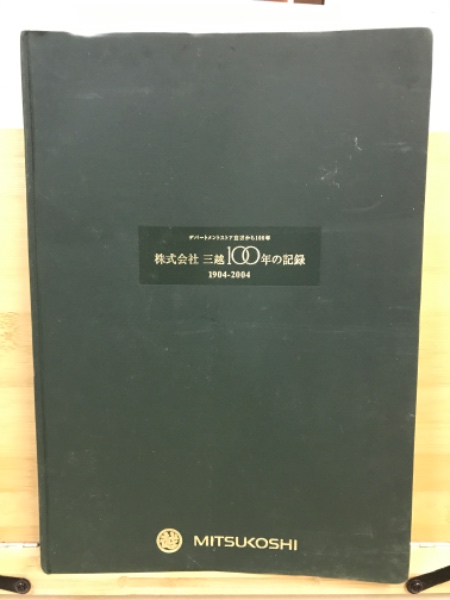 デパートメントストア宣言から100年
株式会社 三越100年の記録
1904-2004
MITSUKOSHI